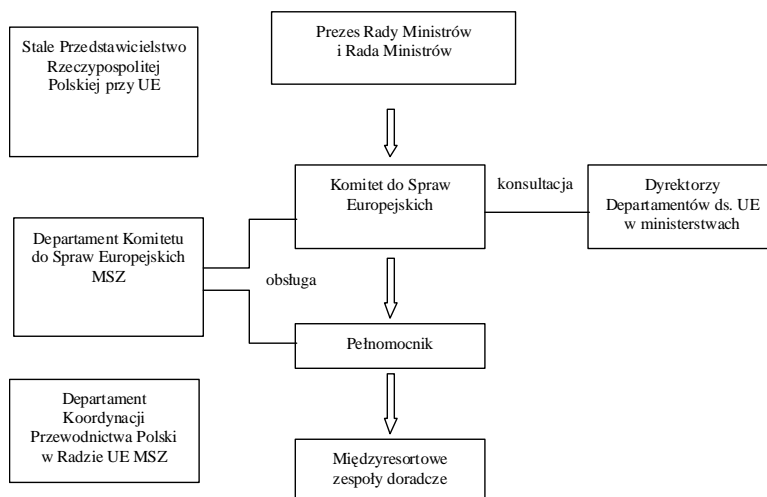 Stałe Przedstawicielstwo
Rzeczypospolitej
Polskiej przy UE
Prezes Rady Ministrów
i Rada Ministrów
Komitet do Spraw
Europejskich
konsultacja
Dyrektorzy
Departamentów ds. UE
w ministerstwach
Departament Komitetu
do Spraw Europejskich
MSZ
obsługa
Pełnomocnik
Departament
Koordynacji
Przewodnictwa Polski
w Radzie UE MSZ
Międzyresortowe
zespoły doradcze